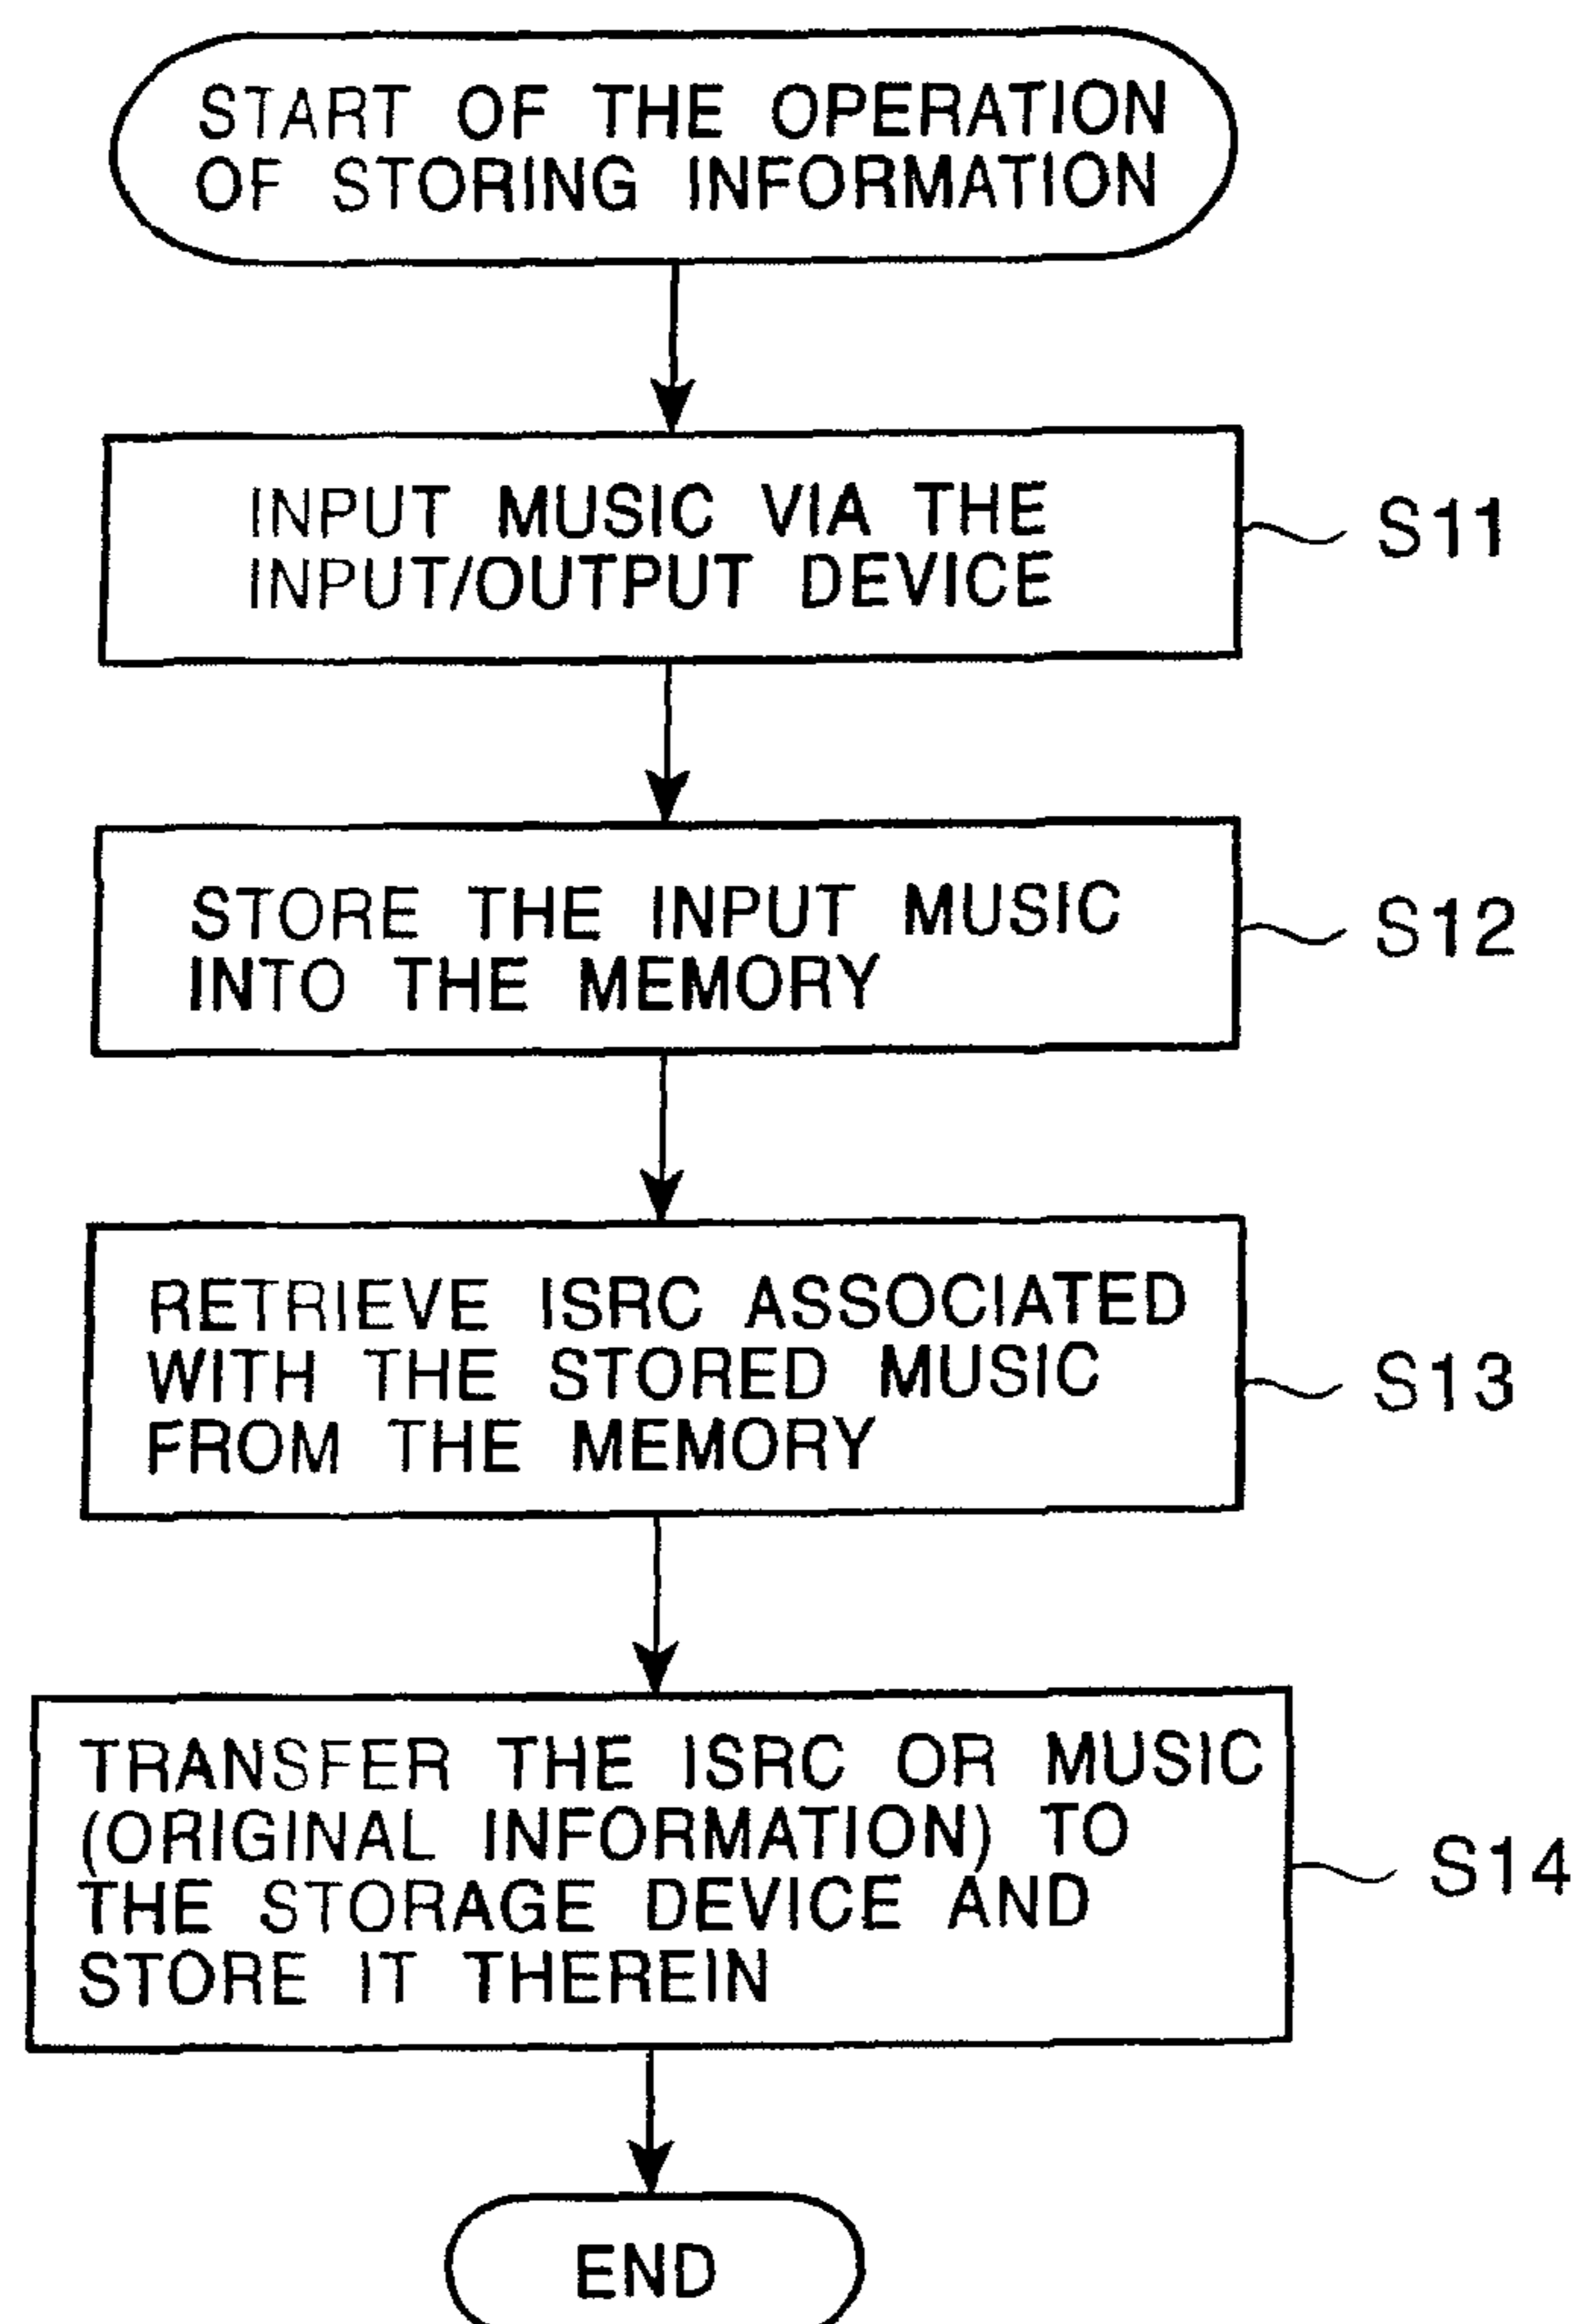 START OF THE OPERATION
OF STORING INFORMATION
INPUT MUSIC VIA THE
INPUT/OUTPUT DEVICE
S11
STORE THE INPUT MUSIC
INTO THE MEMORY
S12
RETRIEVE ISRC ASSOCIATED
WITH THE STORED MUSIC
FROM THE MEMORY
S13
TRANSFER THE ISRC OR MUSIC
(ORIGINAL INFORMATION) TO
THE STORAGE DEVICE AND
STORE IT THEREIN
S14
END